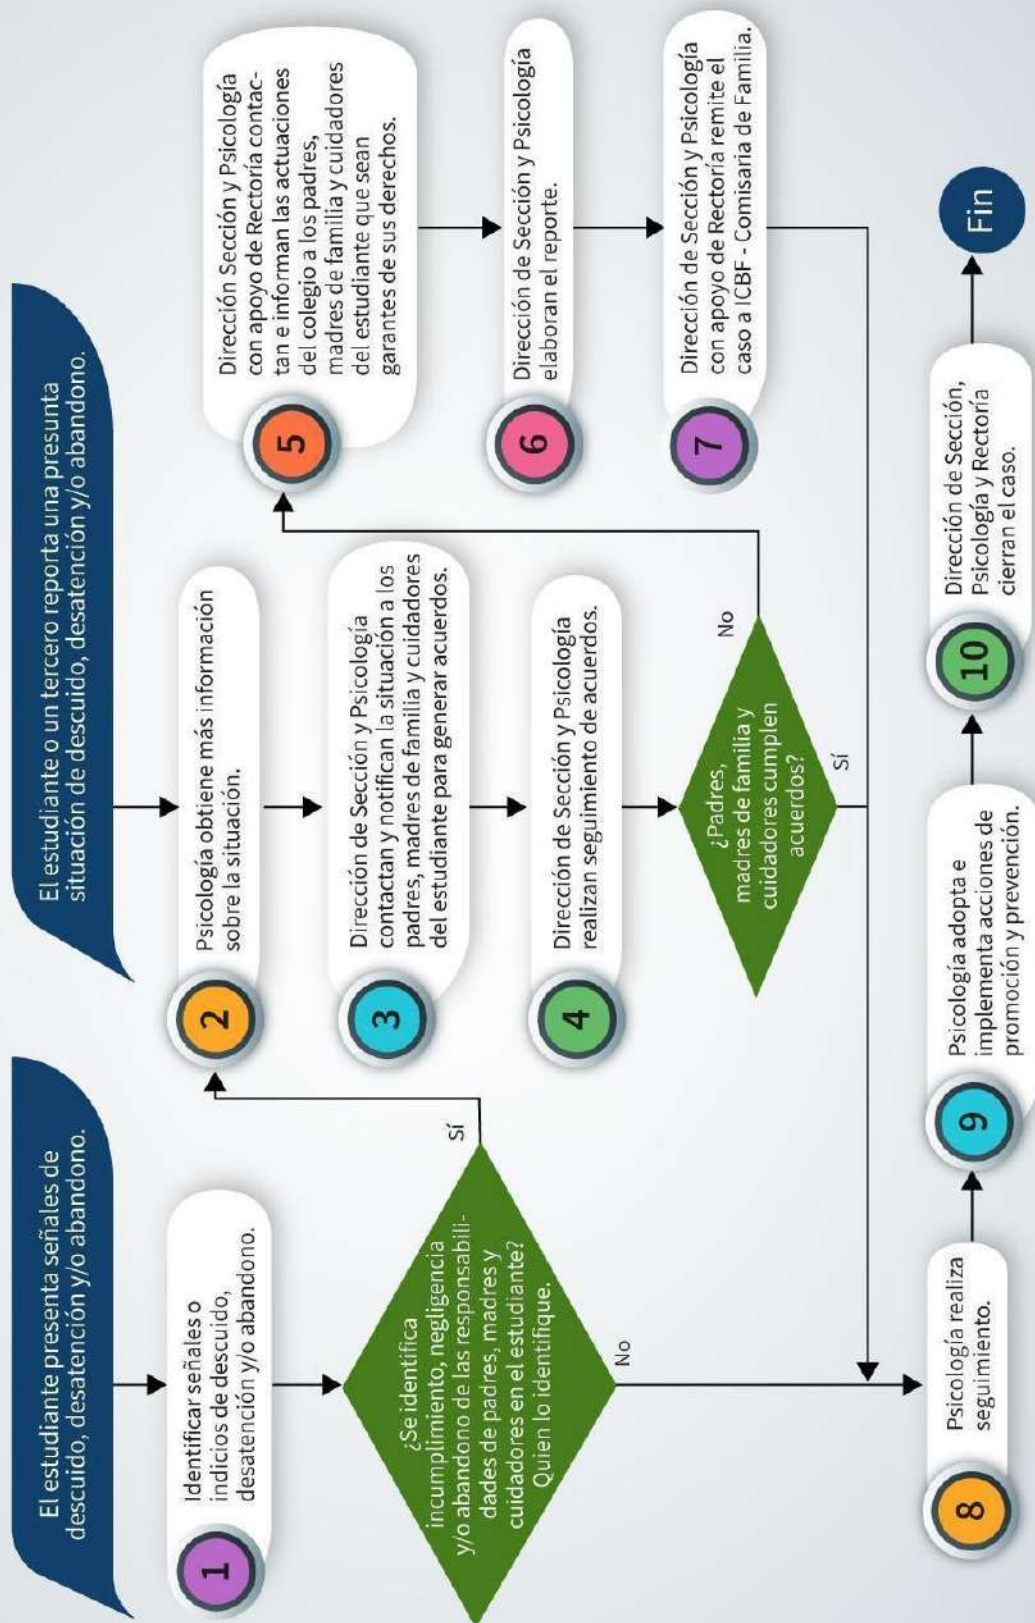 El estudiante presenta señales de
descuido, desatención y/o abandono.
1
Identificar señales o
indicios de descuido,
desatención y/o abandono.
¿Se identifica
incumplimiento, negligencia
y/o abandono de las responsabili-
dades de padres, madres y
cuidadores en el estudiante?
Quien lo identifique.
Sí
No
El estudiante o un tercero reporta una presunta
situación de descuido, desatención y/o abandono.
2
Psicología obtiene más información
sobre la situación.
3
Dirección de Sección y Psicología
contactan y notifican la situación a los
padres, madres de familia y cuidadores
del estudiante para generar acuerdos.
4
Dirección de Sección y Psicología
realizan seguimiento de acuerdos.
¿Padres,
madres de familia y
cuidadores cumplen
acuerdos?
No
Sí
5
Dirección Sección y Psicología
con apoyo de Rectoría contac-
tan e informan las actuaciones
del colegio a los padres,
madres de familia y cuidadores
del estudiante que sean
garantes de sus derechos.
6
Dirección de Sección y Psicología
elaboran el reporte.
7
Dirección de Sección y Psicología
con apoyo de Rectoría remite el
caso a ICBF - Comisaria de Familia.
8
Psicología realiza
seguimiento.
9
Psicología adopta e
implementa acciones de
promoción y prevención.
10
Dirección de Sección,
Psicología y Rectoría
cierran el caso.
Fin